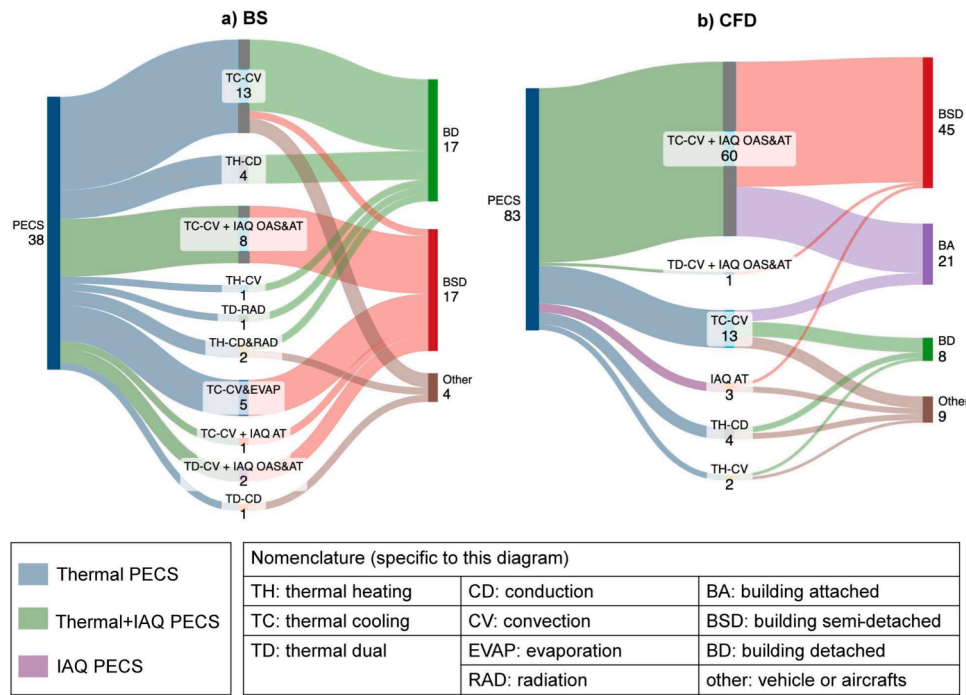 a) BS
b) CFD
PECS
38
TC-CV
13
TH-CD
4
TC-CV + IAQ OAS&AT
8
TH-CV
1
TD-RAD
1
TH-CD&RAD
2
TC-CV&EVAP
5
TC-CV + IAQ AT
1
TD-CV + IAQ OAS&AT
2
TD-CD
1
BD
17
BSD
17
Other
4
PECS
83
TC-CV + IAQ OAS&AT
60
TD-CV + IAQ OAS&AT
1
TC-CV
13
IAQ AT
3
TH-CD
4
TH-CV
2
BSD
45
BA
21
BD
8
Other
9
Thermal PECS
Thermal+IAQ PECS
IAQ PECS
Nomenclature (specific to this diagram)
TH: thermal heating
CD: conduction
BA: building attached
TC: thermal cooling
CV: convection
BSD: building semi-detached
TD: thermal dual
EVAP: evaporation
BD: building detached
RAD: radiation
other: vehicle or aircrafts